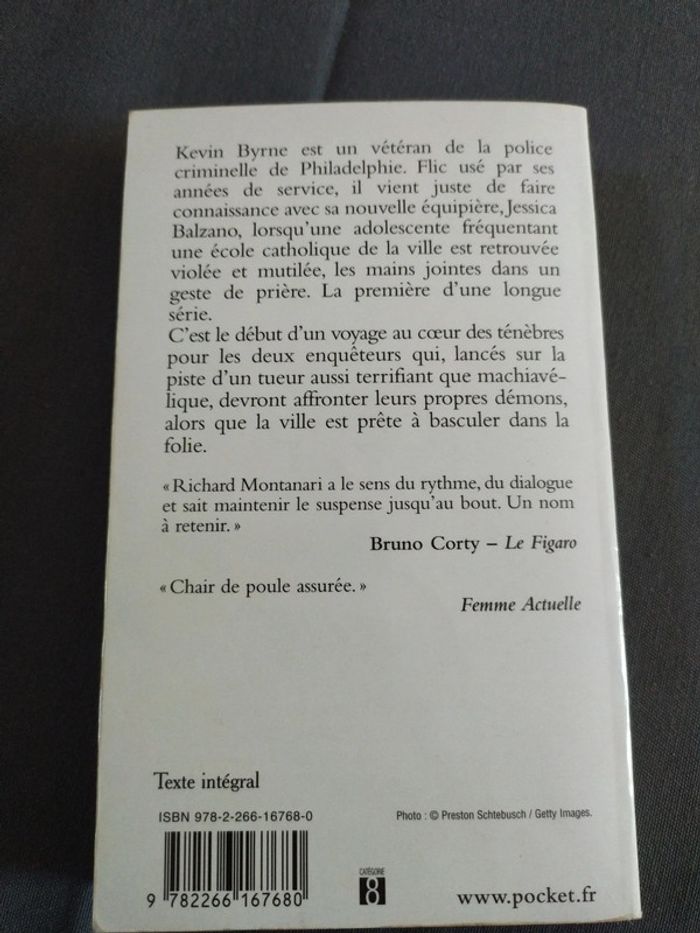 Kevin Byrne est un vétéran de la police
criminelle de Philadelphie. Flic usé par ses
années de service, il vient juste de faire
connaissance avec sa nouvelle équipière, Jessica
Balzano, lorsqu'une adolescente fréquentant
une école catholique de la ville est retrouvée
violée et mutilée, les mains jointes dans un
geste de prière. La première d'une longue
série.
C'est le début d'un voyage au cœur des ténèbres
pour les deux enquêteurs qui, lancés sur la
piste d'un tueur aussi terrifiant que machiavé-
lique, devront affronter leurs propres démons,
alors que la ville est prête à basculer dans la
folie.
« Richard Montanari a le sens du rythme, du dialogue
et sait maintenir le suspense jusqu'au bout. Un nom
à retenir. »
Bruno Corty – Le Figaro
« Chair de poule assurée. »
Femme Actuelle
Texte intégral
ISBN 978-2-266-16768-0
Photo : © Preston Schtebusch / Getty Images.
9 782266 167680
CATÉGORIE
8
www.pocket.fr